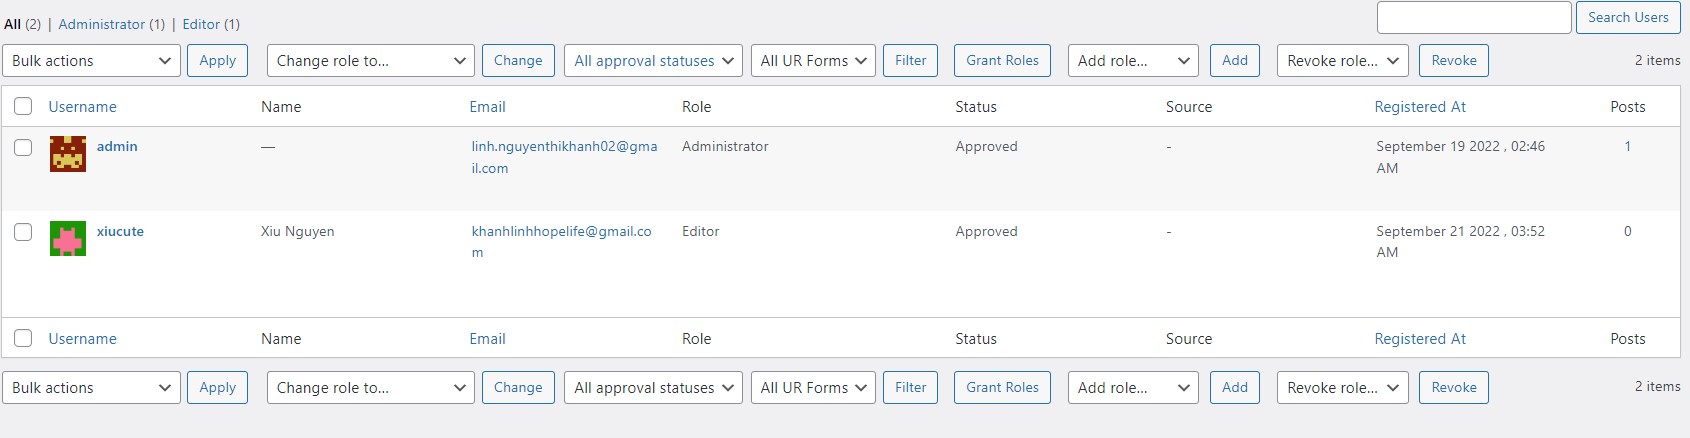 All (2) | Administrator (1) | Editor (1)
Search Users
Bulk actions Apply Change role to... Change All approval statuses All UR Forms Filter Grant Roles Add role... Add Revoke role... Revoke 2 items
Username Name Email Role Status Source Registered At Posts
admin — linh.nguyenthikhanh02@gma Administrator Approved - September 19 2022 , 02:46 1
il.com AM
xiucute Xiu Nguyen khanhlinhhopelife@gmail.co Editor Approved - September 21 2022 , 03:52 0
m AM
Username Name Email Role Status Source Registered At Posts
Bulk actions Apply Change role to... Change All approval statuses All UR Forms Filter Grant Roles Add role... Add Revoke role... Revoke 2 items